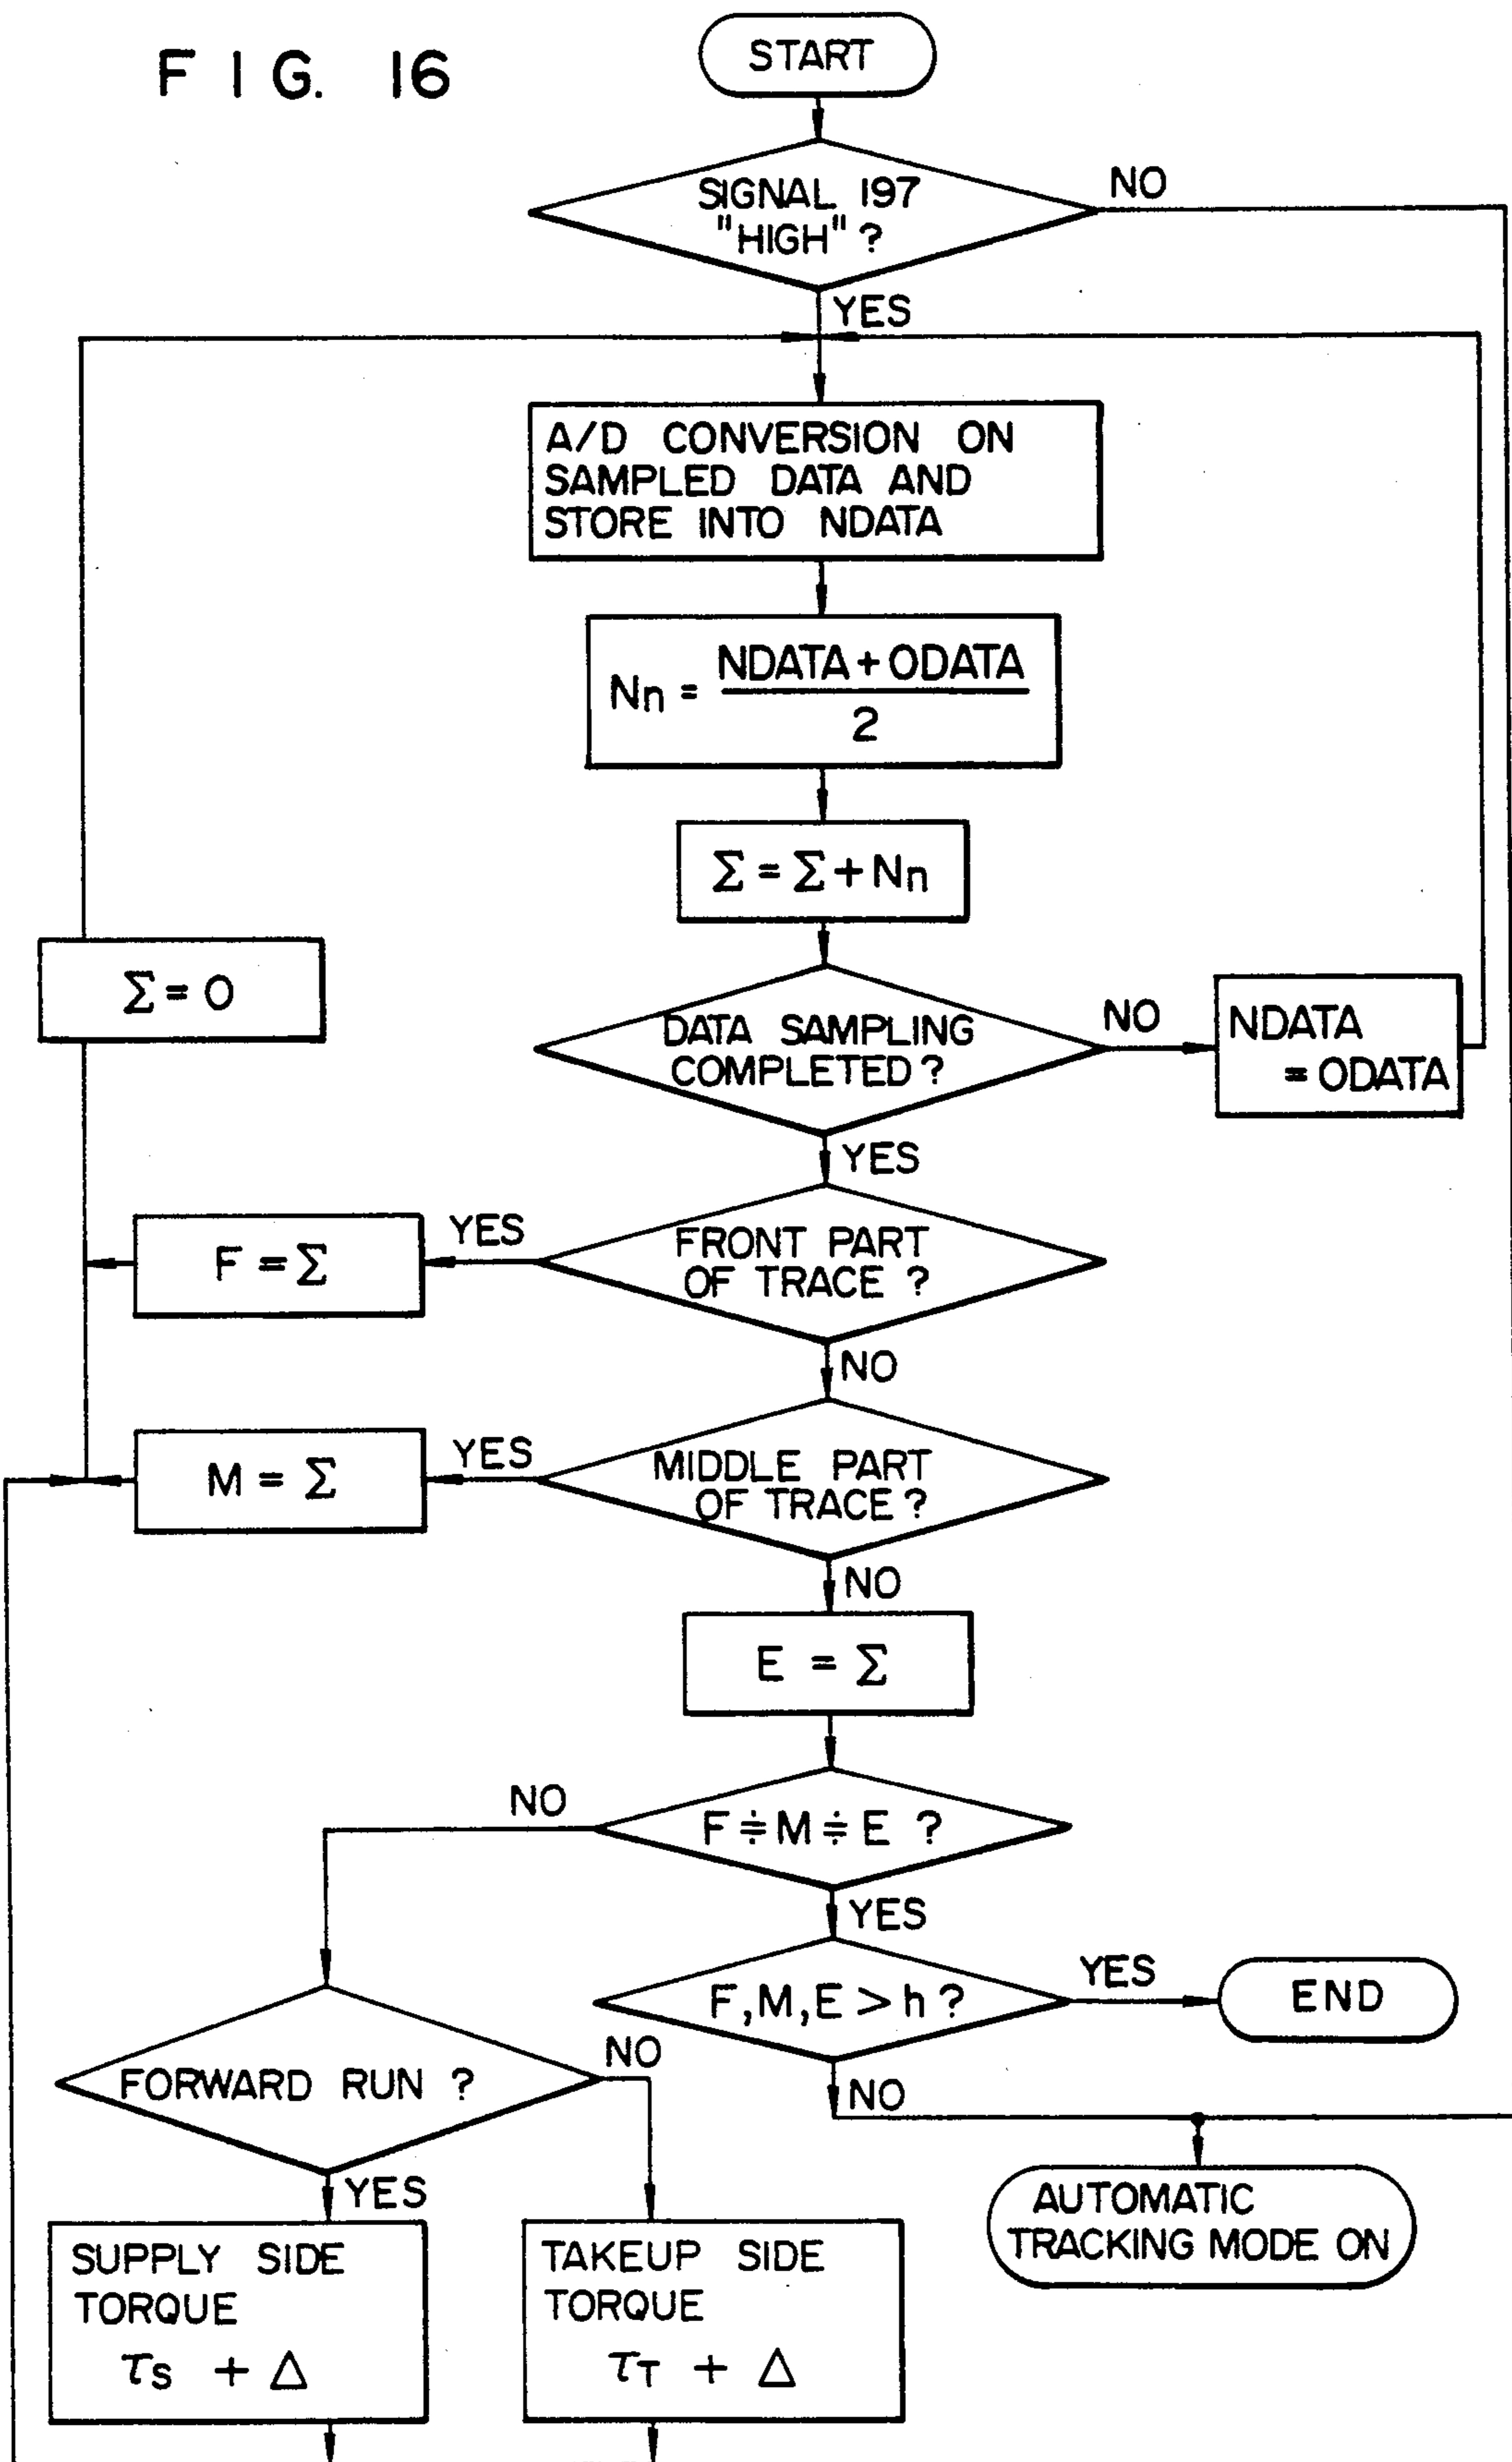 FIG. 16
START
SIGNAL 197
"HIGH" ?
NO
YES
A/D CONVERSION ON
SAMPLED DATA AND
STORE INTO NDATA
Nn = NDATA + ODATA
2
Σ = Σ + Nn
Σ = 0
DATA SAMPLING
COMPLETED ?
NO
NDATA
= ODATA
YES
FRONT PART
OF TRACE ?
YES
F = Σ
NO
MIDDLE PART
OF TRACE ?
YES
M = Σ
NO
E = Σ
F ≑ M ≑ E ?
NO
YES
F, M, E > h ?
YES
END
NO
FORWARD RUN ?
NO
YES
AUTOMATIC
TRACKING MODE ON
SUPPLY SIDE
TORQUE
τS + Δ
TAKEUP SIDE
TORQUE
τT + Δ